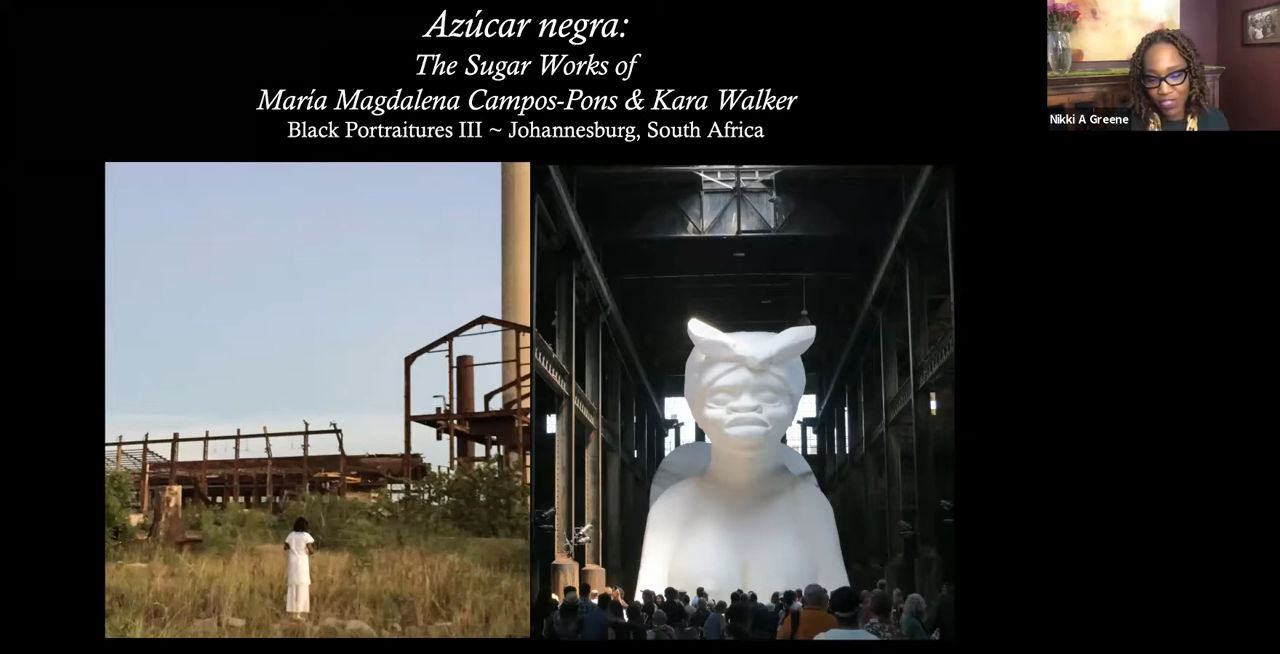 Azúcar negra:
The Sugar Works of
María Magdalena Campos-Pons & Kara Walker
Black Portraitures III ~ Johannesburg, South Africa
Nikki A Greene